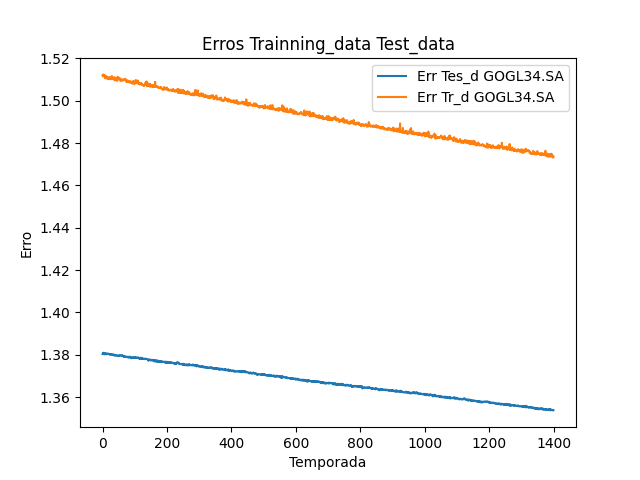 Erros Trainning_data Test_data
Err Tes_d GOGL34.SA
Err Tr_d GOGL34.SA
1.52
1.50
1.48
1.46
1.44
1.42
1.40
1.38
1.36
Erro
0 200 400 600 800 1000 1200 1400
Temporada